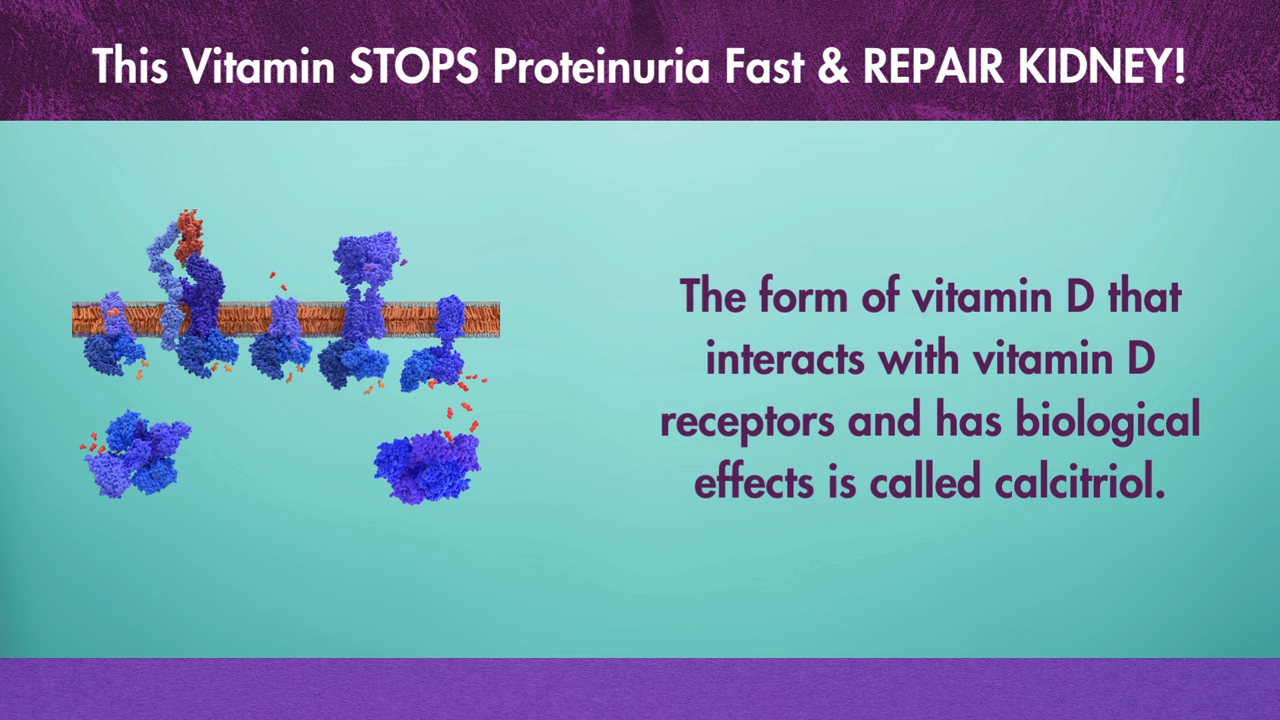 This Vitamin STOPS Proteinuria Fast & REPAIR KIDNEY!
The form of vitamin D that
interacts with vitamin D
receptors and has biological
effects is called calcitriol.